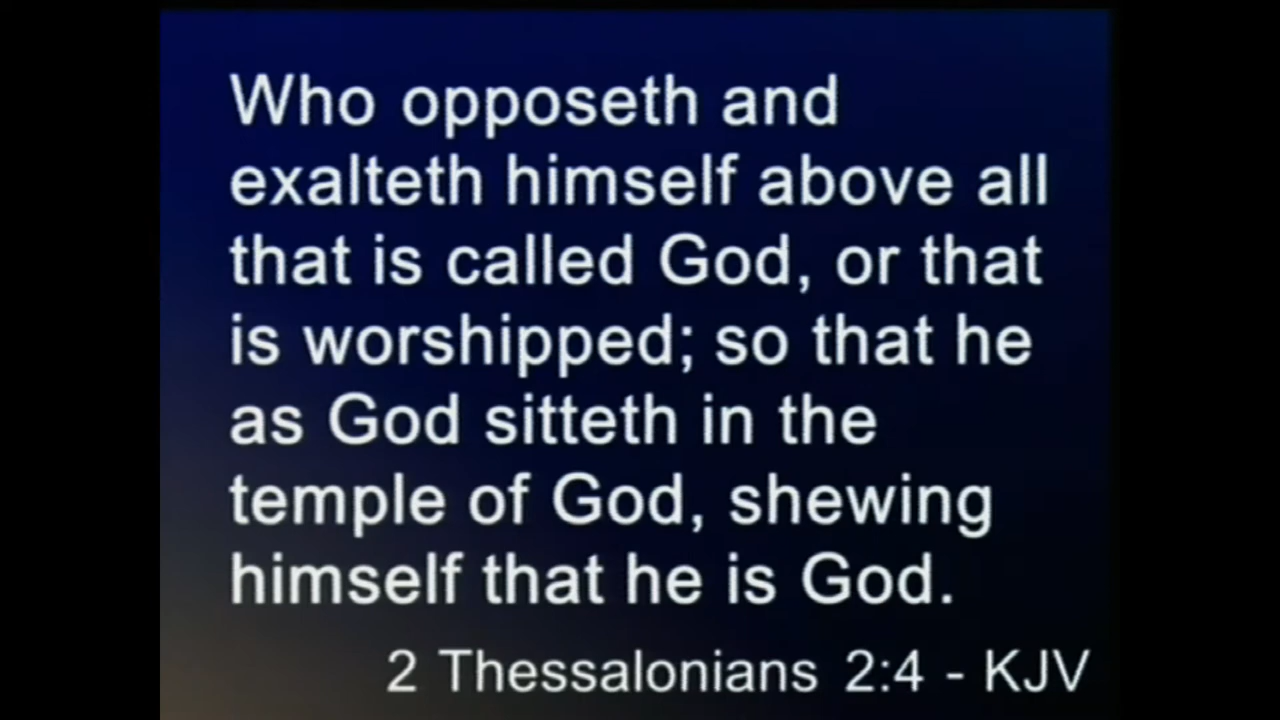 Who opposeth and
exalteth himself above all
that is called God, or that
is worshipped; so that he
as God sitteth in the
temple of God, shewing
himself that he is God.
2 Thessalonians 2:4 - KJV